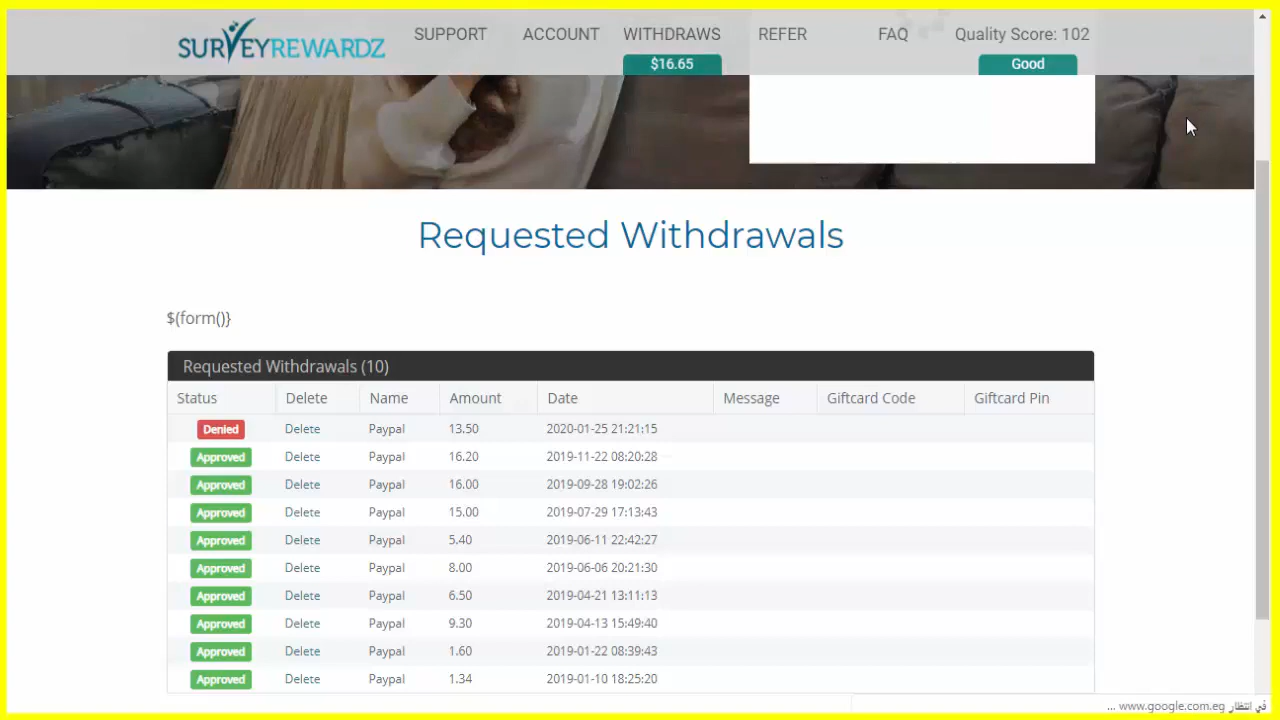 SURVEYREWARDZ
SUPPORT ACCOUNT WITHDRAWS REFER FAQ Quality Score: 102
$16.65 Good
Requested Withdrawals
${form()}
Requested Withdrawals (10)
Status Delete Name Amount Date Message Giftcard Code Giftcard Pin
Denied Delete Paypal 13.50 2020-01-25 21:21:15
Approved Delete Paypal 16.20 2019-11-22 08:20:28
Approved Delete Paypal 16.00 2019-09-28 19:02:26
Approved Delete Paypal 15.00 2019-07-29 17:13:43
Approved Delete Paypal 5.40 2019-06-11 22:42:27
Approved Delete Paypal 8.00 2019-06-06 20:21:30
Approved Delete Paypal 6.50 2019-04-21 13:11:13
Approved Delete Paypal 9.30 2019-04-13 15:49:40
Approved Delete Paypal 1.60 2019-01-22 08:39:43
Approved Delete Paypal 1.34 2019-01-10 18:25:20
في انتظار www.google.com.eg ...